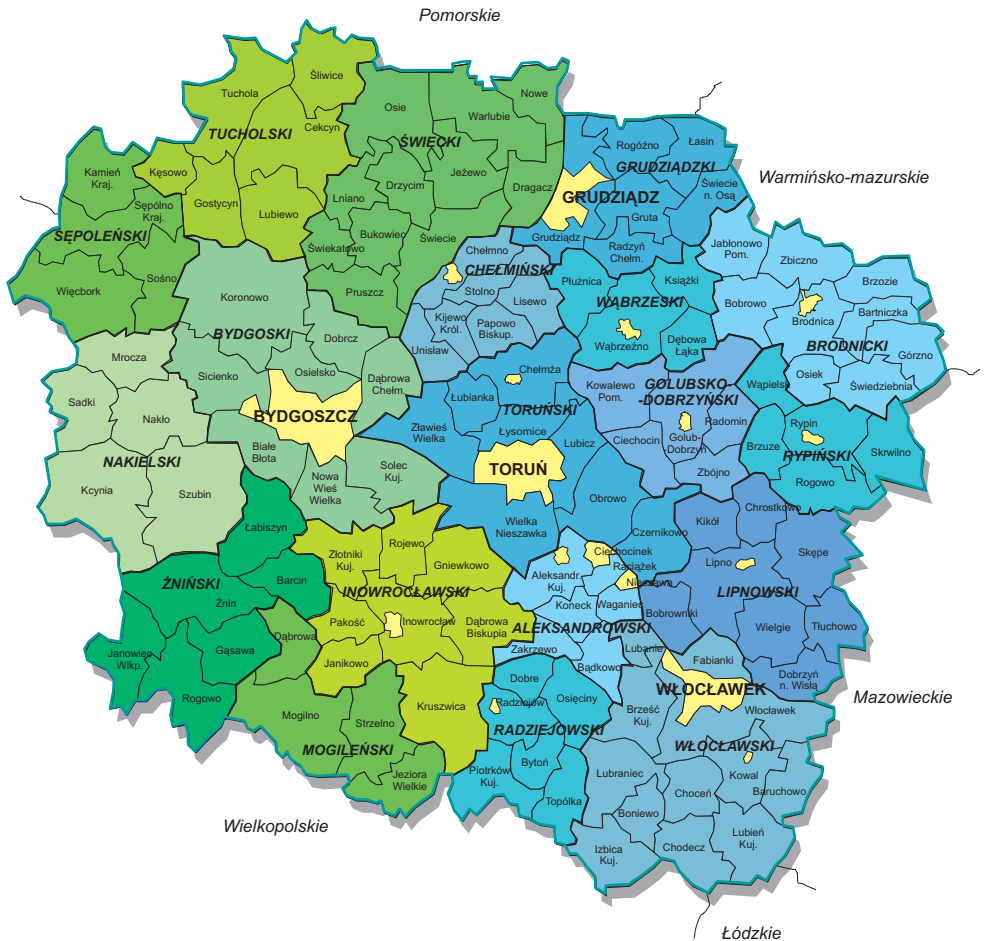 Pomorskie
Śliwice
Tuchola
Nowe
Osie
Warlubie
Cekcyn
TUCHOLSKI
ŚWIECKI
Rogóźno
Łasin
GRUDZIĄDZKI
Kamień
Kraj.
Kęsowo
Drzycim
Jeżewo
Dragacz
Świecie
n. Osą
Warmińsko-mazurskie
Lniano
GRUDZIĄDZ
Sępólno
Kraj.
Gostycyn
Lubiewo
Bukowiec
Gruta
SĘPOLEŃSKI
Świekatowo
Świecie
Grudziądz
Radzyń
Chełm.
Jabłonowo
Pom.
Zbiczno
Chełmno
CHEŁMIŃSKI
Płużnica
Książki
Sośno
Więcbork
Koronowo
Pruszcz
Stolno
Lisewo
WĄBRZESKI
Bobrowo
Brzozie
Bartniczka
Brodnica
BYDGOSKI
Dobrcz
Kijewo
Król.
Papowo
Biskup.
Unisław
Wąbrzeźno
Dębowa
Łąka
BRODNICKI
Górzno
Mrocza
Sicienko
Osielsko
Dąbrowa
Chełm.
Chełmża
Kowalewo
Pom.
GOLUBSKO
-DOBRZYŃSKI
Wąpielsk
Osiek
Świedziebnia
Sadki
Nakło
BYDGOSZCZ
Łubianka
TORUŃSKI
Radomin
Rypin
Zławieś
Wielka
Łysomice
Lubicz
Ciechocin
Golub-
Dobrzyń
Brzuze
RYPIŃSKI
Skrwilno
NAKIELSKI
Białe
Błota
Solec
Kuj.
TORUŃ
Zbójno
Rogowo
Kcynia
Szubin
Nowa
Wieś
Wielka
Obrowo
Chrostkowo
Łabiszyn
Wielka
Nieszawka
Czernikowo
Kikół
Rojewo
Złotniki
Kuj.
Gniewkowo
Ciechocinek
Raciążek
Skępe
Lipno
ŻNIŃSKI
Barcin
INOWROCŁAWSKI
Aleksandr.
Kuj.
Nieszawa
LIPNOWSKI
Żnin
Koneck
Waganiec
Bobrowniki
Pakość
Inowrocław
Dąbrowa
Biskupia
ALEKSANDROWSKI
Wielgie
Tłuchowo
Dąbrowa
Janowiec
Wlkp.
Gąsawa
Zakrzewo
Lubanie
Janikowo
Bądkowo
Fabianki
Dobrzyń
n. Wisłą
Rogowo
Dobre
Osięciny
WŁOCŁAWEK
Mazowieckie
Mogilno
Strzelno
Kruszwica
Radziejów
Brześć
Kuj.
Włocławek
RADZIEJOWSKI
MOGILEŃSKI
WŁOCŁAWSKI
Jeziora
Wielkie
Piotrków
Kuj.
Bytoń
Lubraniec
Kowal
Choceń
Baruchowo
Topólka
Boniewo
Wielkopolskie
Izbica
Kuj.
Chodecz
Lubień
Kuj.
Łódzkie